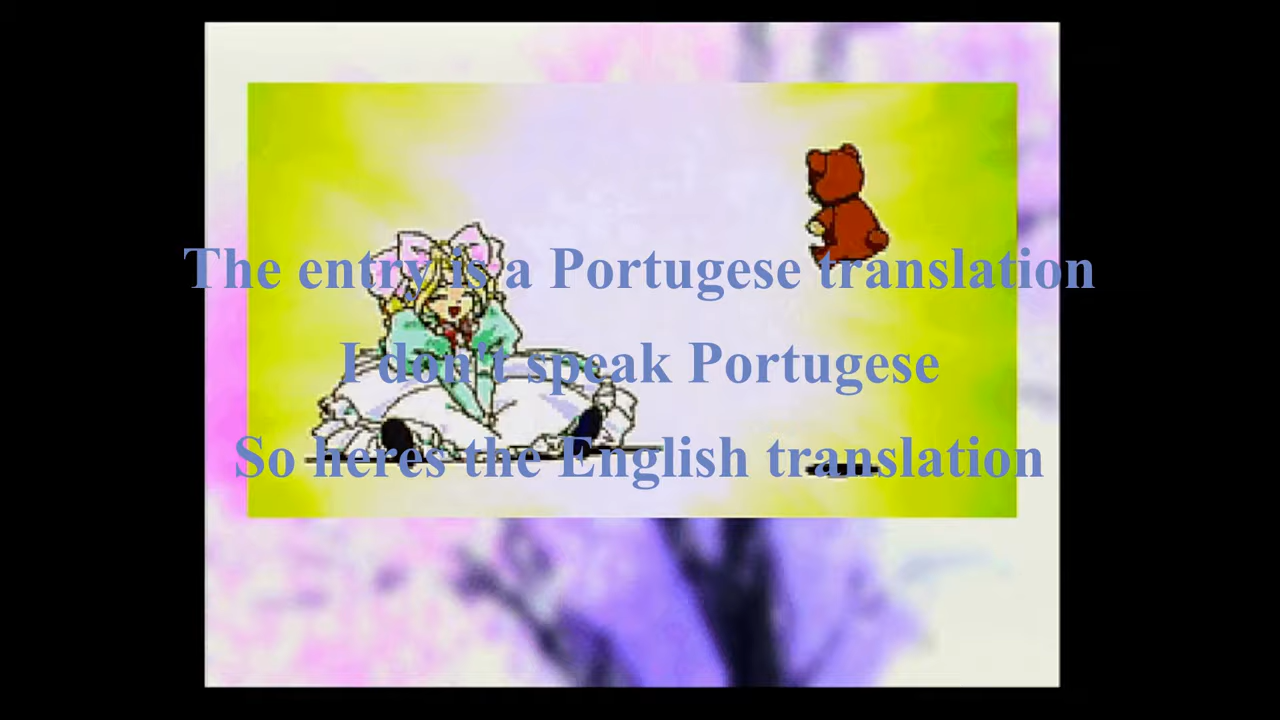 The entry is a Portugese translation
I don't speak Portugese
So heres the English translation